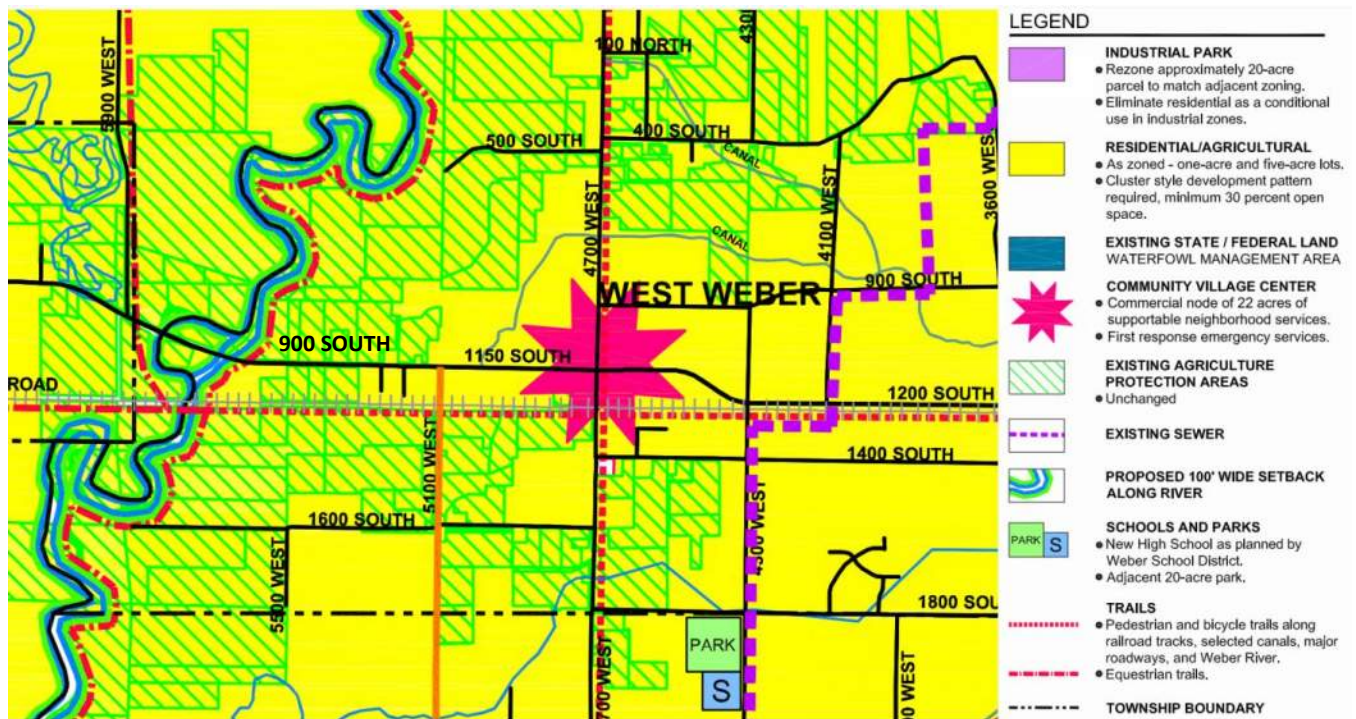 5900 WEST
100 NORTH
430
500 SOUTH
400 SOUTH
CANAL
3600 WES
4700 WEST
4100 WEST
CANAL
900 SOUTH
WEST WEBER
900 SOUTH
1150 SOUTH
ROAD
1200 SOUTH
1400 SOUTH
5100 WEST
1600 SOUTH
4300 WEST
5500 WEST
1800 SOU
PARK
S
700 WEST
00 WEST
LEGEND
INDUSTRIAL PARK
● Rezone approximately 20-acre
parcel to match adjacent zoning.
● Eliminate residential as a conditional
use in industrial zones.
RESIDENTIAL/AGRICULTURAL
● As zoned - one-acre and five-acre lots.
● Cluster style development pattern
required, minimum 30 percent open
space.
EXISTING STATE / FEDERAL LAND
WATERFOWL MANAGEMENT AREA
COMMUNITY VILLAGE CENTER
● Commercial node of 22 acres of
supportable neighborhood services.
● First response emergency services.
EXISTING AGRICULTURE
PROTECTION AREAS
● Unchanged
EXISTING SEWER
PROPOSED 100' WIDE SETBACK
ALONG RIVER
PARK S
SCHOOLS AND PARKS
● New High School as planned by
Weber School District.
● Adjacent 20-acre park.
TRAILS
● Pedestrian and bicycle trails along
railroad tracks, selected canals, major
roadways, and Weber River.
● Equestrian trails.
TOWNSHIP BOUNDARY